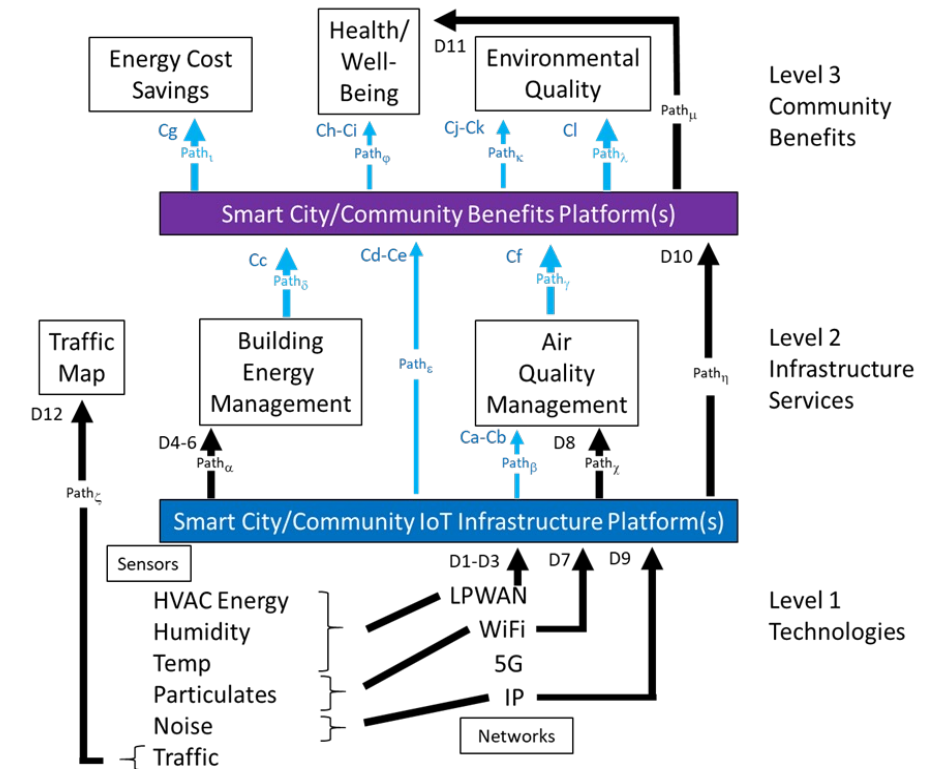 Health/
Well-
Being
D11
Energy Cost
Savings
Environmental
Quality
Level 3
Community
Benefits
Pathμ
Cg
Pathι
Ch-Ci
Pathφ
Cj-Ck
Pathκ
Cl
Pathλ
Smart City/Community Benefits Platform(s)
Cc
Pathδ
Cd-Ce
Cf
Pathγ
D10
Traffic
Map
Building
Energy
Management
Air
Quality
Management
Level 2
Infrastructure
Services
Pathε
Pathη
D12
D4-6
Pathα
Ca-Cb
Pathβ
D8
Pathχ
Pathζ
Smart City/Community IoT Infrastructure Platform(s)
Sensors
D1-D3
D7
D9
HVAC Energy
Humidity
Temp
Particulates
Noise
Traffic
LPWAN
WiFi
5G
IP
Networks
Level 1
Technologies